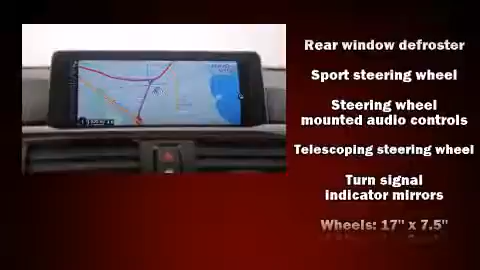 Rear window defroster
Sport steering wheel
Steering wheel
mounted audio controls
Telescoping steering wheel
Turn signal
indicator mirrors
Wheels: 17" x 7.5"